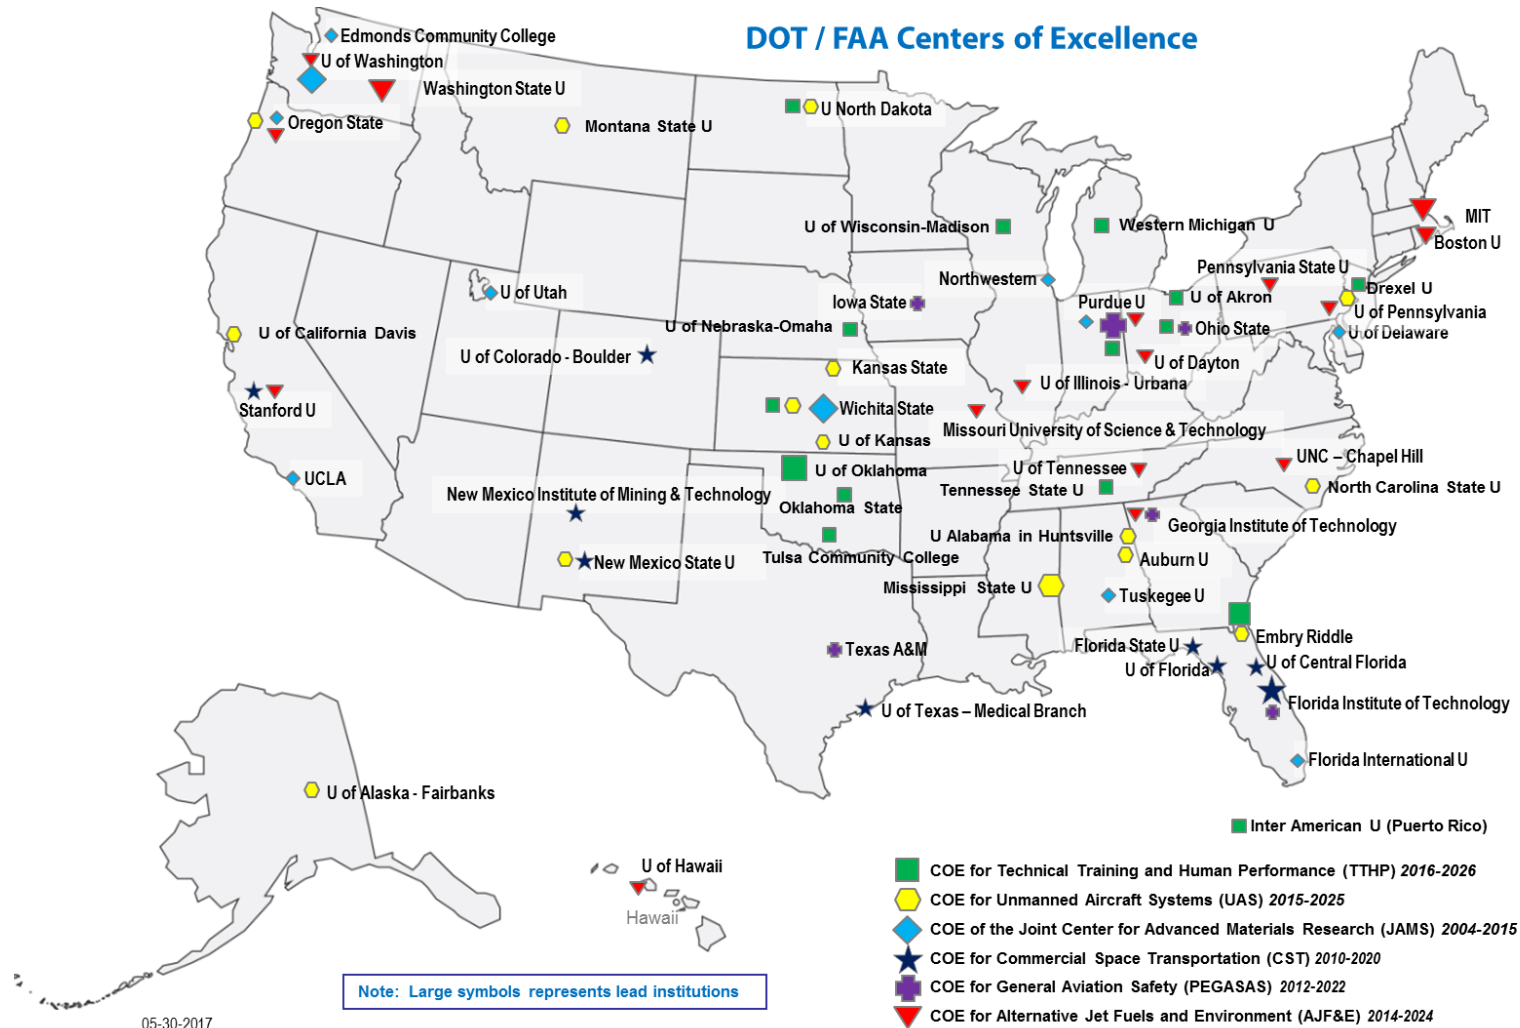 DOT / FAA Centers of Excellence
Edmonds Community College
U of Washington
Washington State U
Oregon State
Montana State U
U North Dakota
U of Wisconsin-Madison
Western Michigan U
MIT
Boston U
Northwestern
Pennsylvania State U
Drexel U
U of Utah
Iowa State
Purdue U
U of Akron
U of Pennsylvania
U of California Davis
U of Nebraska-Omaha
Ohio State
U of Delaware
U of Colorado - Boulder
Kansas State
U of Dayton
U of Illinois - Urbana
Stanford U
Wichita State
Missouri University of Science & Technology
U of Kansas
UCLA
U of Oklahoma
U of Tennessee
UNC – Chapel Hill
New Mexico Institute of Mining & Technology
Oklahoma State
Tennessee State U
North Carolina State U
Georgia Institute of Technology
U Alabama in Huntsville
New Mexico State U
Tulsa Community College
Auburn U
Mississippi State U
Tuskegee U
Embry Riddle
Texas A&M
Florida State U
U of Florida
U of Central Florida
U of Texas – Medical Branch
Florida Institute of Technology
Florida International U
U of Alaska - Fairbanks
Inter American U (Puerto Rico)
U of Hawaii
Hawaii
COE for Technical Training and Human Performance (TTHP) 2016-2026
COE for Unmanned Aircraft Systems (UAS) 2015-2025
COE of the Joint Center for Advanced Materials Research (JAMS) 2004-2015
COE for Commercial Space Transportation (CST) 2010-2020
COE for General Aviation Safety (PEGASAS) 2012-2022
COE for Alternative Jet Fuels and Environment (AJF&E) 2014-2024
Note: Large symbols represents lead institutions
05-30-2017